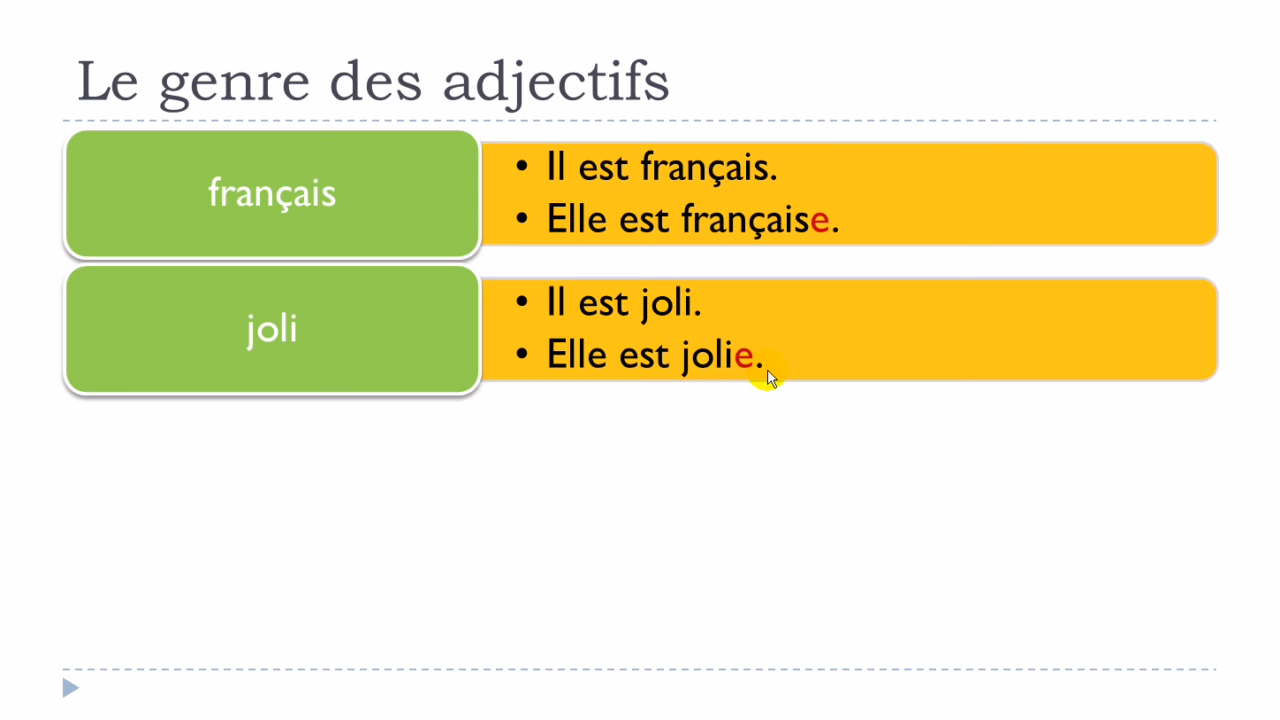 Le genre des adjectifs
français
• Il est français.
• Elle est française.
joli
• Il est joli.
• Elle est jolie.